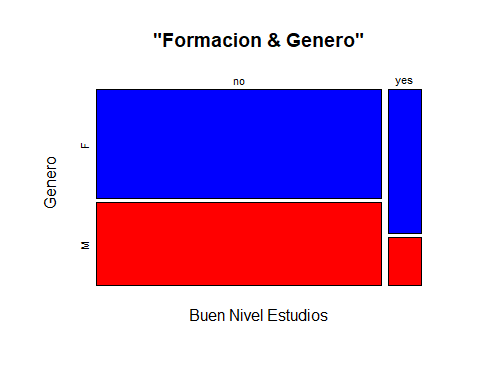 "Formacion & Genero"
no
yes
Genero
F
M
Buen Nivel Estudios